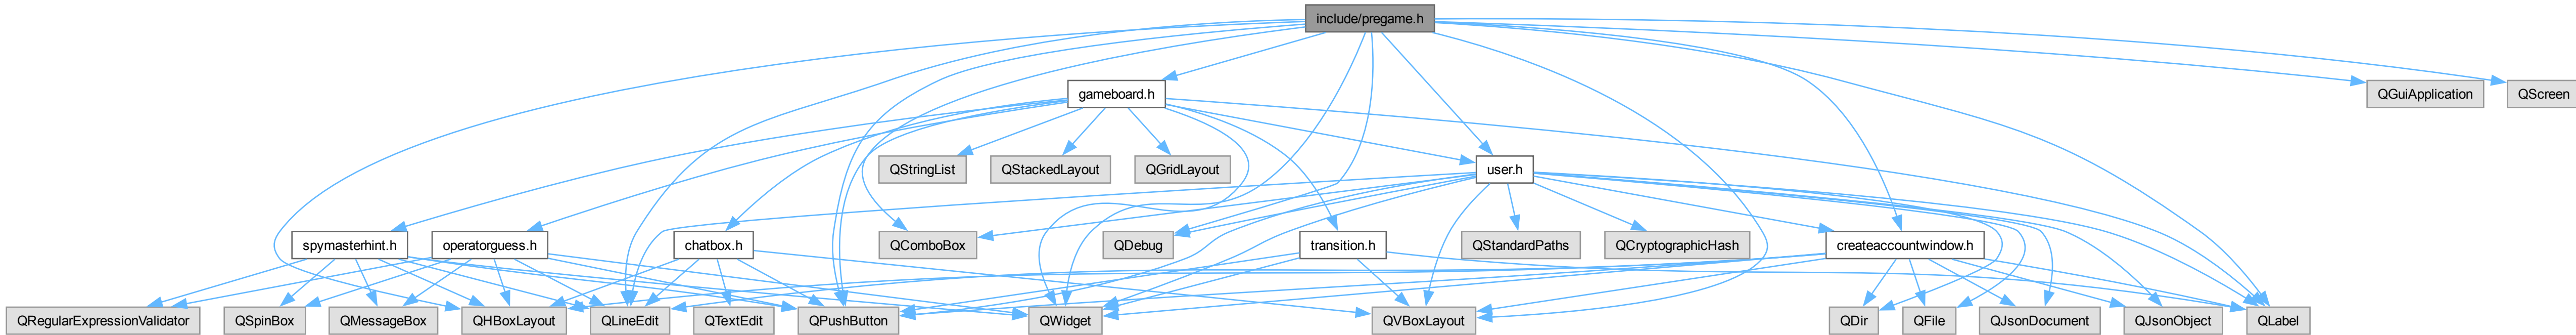 include/pregame.h
gameboard.h
QGuiApplication
QScreen
QStringList
QStackedLayout
QGridLayout
user.h
spymasterhint.h
operatorguess.h
chatbox.h
QComboBox
QDebug
transition.h
QStandardPaths
QCryptographicHash
createaccountwindow.h
QRegularExpressionValidator
QSpinBox
QMessageBox
QHBoxLayout
QLineEdit
QTextEdit
QPushButton
QWidget
QVBoxLayout
QDir
QFile
QJsonDocument
QJsonObject
QLabel